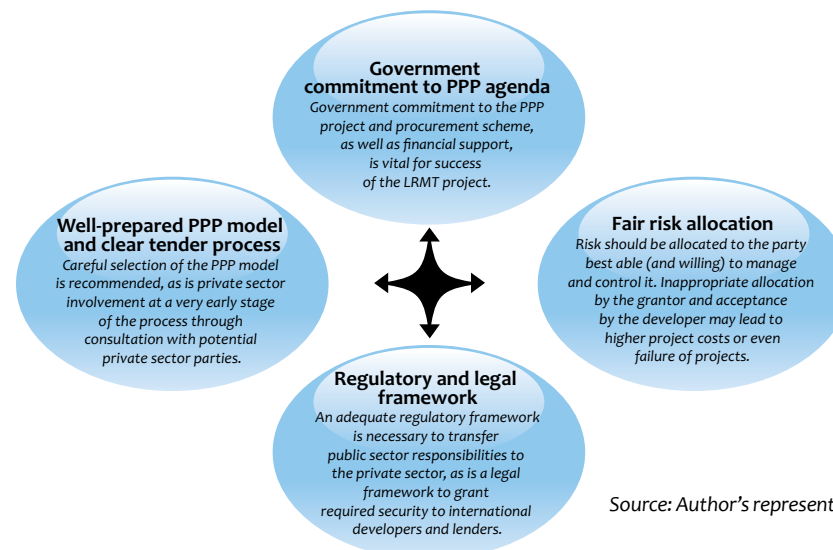 Government
commitment to PPP agenda
Government commitment to the PPP
project and procurement scheme,
as well as financial support,
is vital for success
of the LRMT project.
Well-prepared PPP model
and clear tender process
Careful selection of the PPP model
is recommended, as is private sector
involvement at a very early stage
of the process through
consultation with potential
private sector parties.
Fair risk allocation
Risk should be allocated to the party
best able (and willing) to manage
and control it. Inappropriate allocation
by the grantor and acceptance
by the developer may lead to
higher project costs or even
failure of projects.
Regulatory and legal
framework
An adequate regulatory framework
is necessary to transfer
public sector responsibilities to
the private sector, as is a legal
framework to grant
required security to international
developers and lenders.
Source: Author's represent